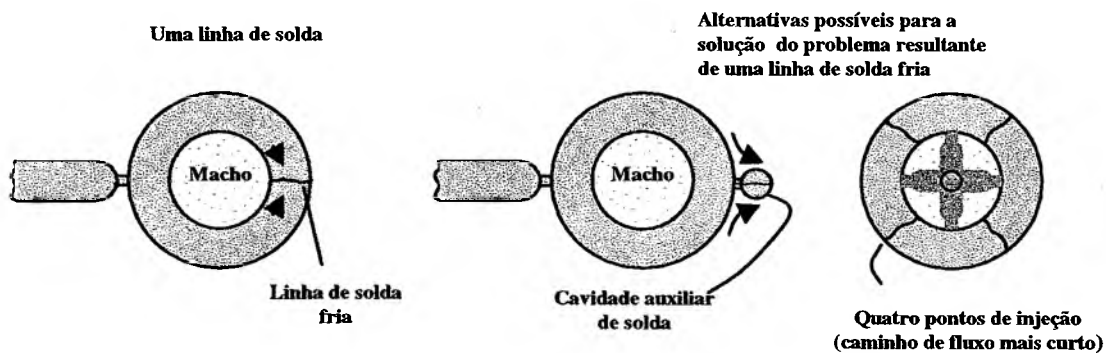 Uma linha de solda
Alternativas possíveis para a
solução do problema resultante
de uma linha de solda fria
Macho
Macho
Linha de solda
fria
Cavidade auxiliar
de solda
Quatro pontos de injeção
(caminho de fluxo mais curto)